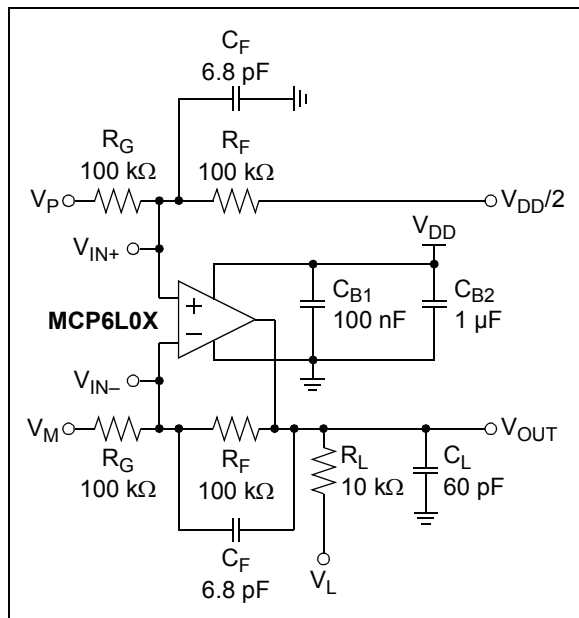 C_F
6.8 pF
R_G
100 kΩ
R_F
100 kΩ
V_P
V_DD/2
V_DD
V_IN+
C_B1
100 nF
C_B2
1 µF
MCP6L0X
+
−
V_IN–
V_M
V_OUT
R_G
100 kΩ
R_F
100 kΩ
R_L
10 kΩ
C_L
60 pF
C_F
6.8 pF
V_L